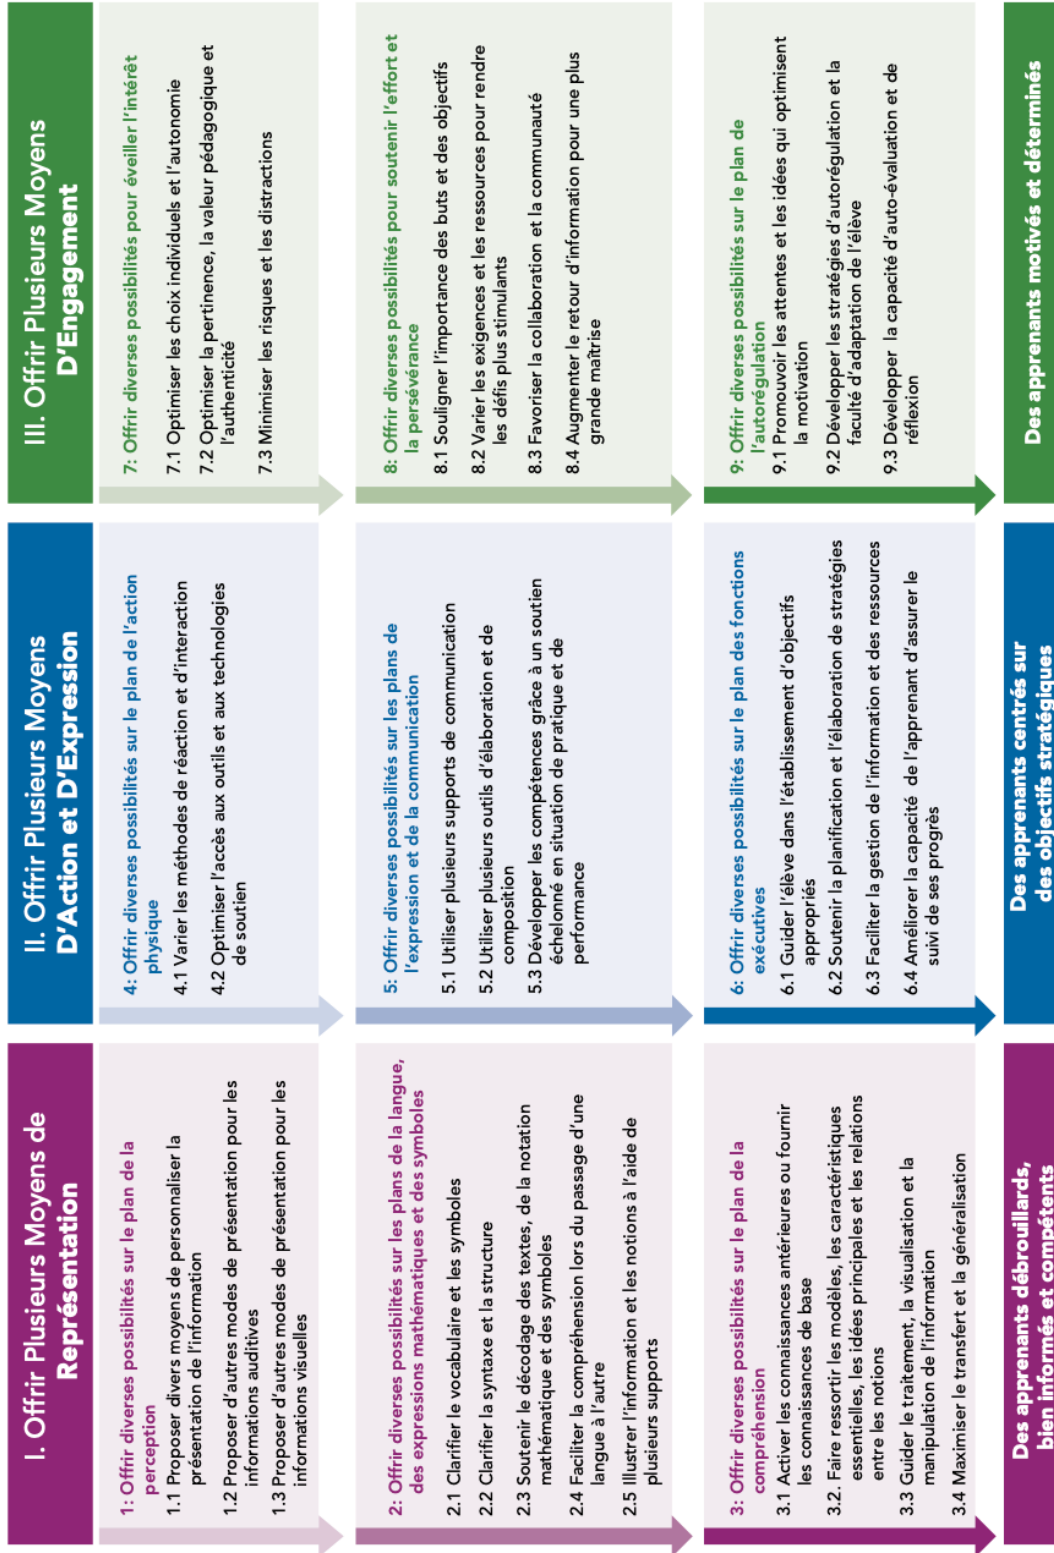 I. Offrir Plusieurs Moyens de
Représentation
1: Offrir diverses possibilités sur le plan de la
perception
1.1 Proposer divers moyens de personnaliser la
présentation de l'information
1.2 Proposer d'autres modes de présentation pour les
informations auditives
1.3 Proposer d'autres modes de présentation pour les
informations visuelles
2: Offrir diverses possibilités sur les plans de la langue,
des expressions mathématiques et des symboles
2.1 Clarifier le vocabulaire et les symboles
2.2 Clarifier la syntaxe et la structure
2.3 Soutenir le décodage des textes, de la notation
mathématique et des symboles
2.4 Faciliter la compréhension lors du passage d'une
langue à l'autre
2.5 Illustrer l'information et les notions à l'aide de
plusieurs supports
3: Offrir diverses possibilités sur le plan de la
compréhension
3.1 Activer les connaissances antérieures ou fournir
les connaissances de base
3.2. Faire ressortir les modèles, les caractéristiques
essentielles, les idées principales et les relations
entre les notions
3.3 Guider le traitement, la visualisation et la
manipulation de l'information
3.4 Maximiser le transfert et la généralisation
Des apprenants débrouillards,
bien informés et compétents
II. Offrir Plusieurs Moyens
D'Action et D'Expression
4: Offrir diverses possibilités sur le plan de l'action
physique
4.1 Varier les méthodes de réaction et d'interaction
4.2 Optimiser l'accès aux outils et aux technologies
de soutien
5: Offrir diverses possibilités sur les plans de
l'expression et de la communication
5.1 Utiliser plusieurs supports de communication
5.2 Utiliser plusieurs outils d'élaboration et de
composition
5.3 Développer les compétences grâce à un soutien
échelonné en situation de pratique et de
performance
6: Offrir diverses possibilités sur le plan des fonctions
exécutives
6.1 Guider l'élève dans l'établissement d'objectifs
appropriés
6.2 Soutenir la planification et l'élaboration de stratégies
6.3 Faciliter la gestion de l'information et des ressources
6.4 Améliorer la capacité de l'apprenant d'assurer le
suivi de ses progrès
Des apprenants centrés sur
des objectifs stratégiques
III. Offrir Plusieurs Moyens
D'Engagement
7: Offrir diverses possibilités pour éveiller l'intérêt
7.1 Optimiser les choix individuels et l'autonomie
7.2 Optimiser la pertinence, la valeur pédagogique et
l'authenticité
7.3 Minimiser les risques et les distractions
8: Offrir diverses possibilités pour soutenir l'effort et
la persévérance
8.1 Souligner l'importance des buts et des objectifs
8.2 Varier les exigences et les ressources pour rendre
les défis plus stimulants
8.3 Favoriser la collaboration et la communauté
8.4 Augmenter le retour d'information pour une plus
grande maîtrise
9: Offrir diverses possibilités sur le plan de
l'autorégulation
9.1 Promouvoir les attentes et les idées qui optimisent
la motivation
9.2 Développer les stratégies d'autorégulation et la
faculté d'adaptation de l'élève
9.3 Développer la capacité d'auto-évaluation et de
réflexion
Des apprenants motivés et déterminés